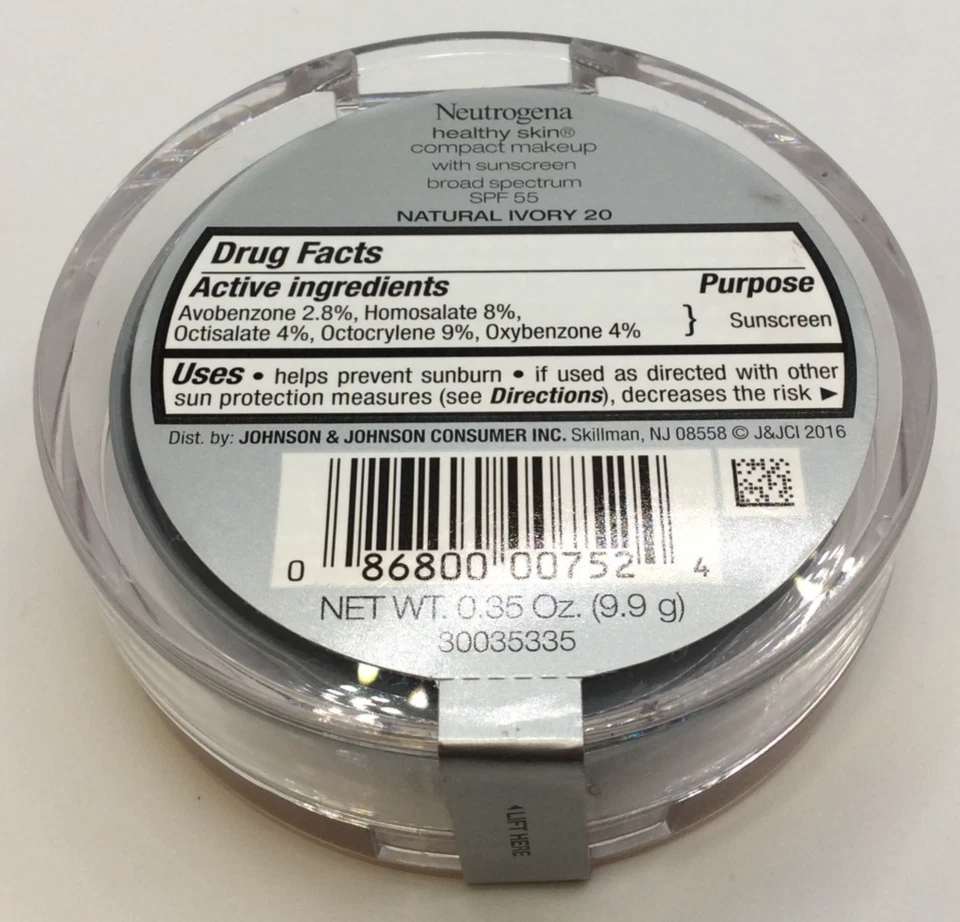 Neutrogena
healthy skin®
compact makeup
with sunscreen
broad spectrum
SPF 55
NATURAL IVORY 20
Drug Facts
Active ingredients Purpose
Avobenzone 2.8%, Homosalate 8%,
Octisalate 4%, Octocrylene 9%, Oxybenzone 4% } Sunscreen
Uses • helps prevent sunburn • if used as directed with other
sun protection measures (see Directions), decreases the risk ►
Dist. by: JOHNSON & JOHNSON CONSUMER INC. Skillman, NJ 08558 © J&JCI 2016
0 86800 00752 4
NET WT. 0.35 Oz. (9.9 g)
30035335
LIFT HERE